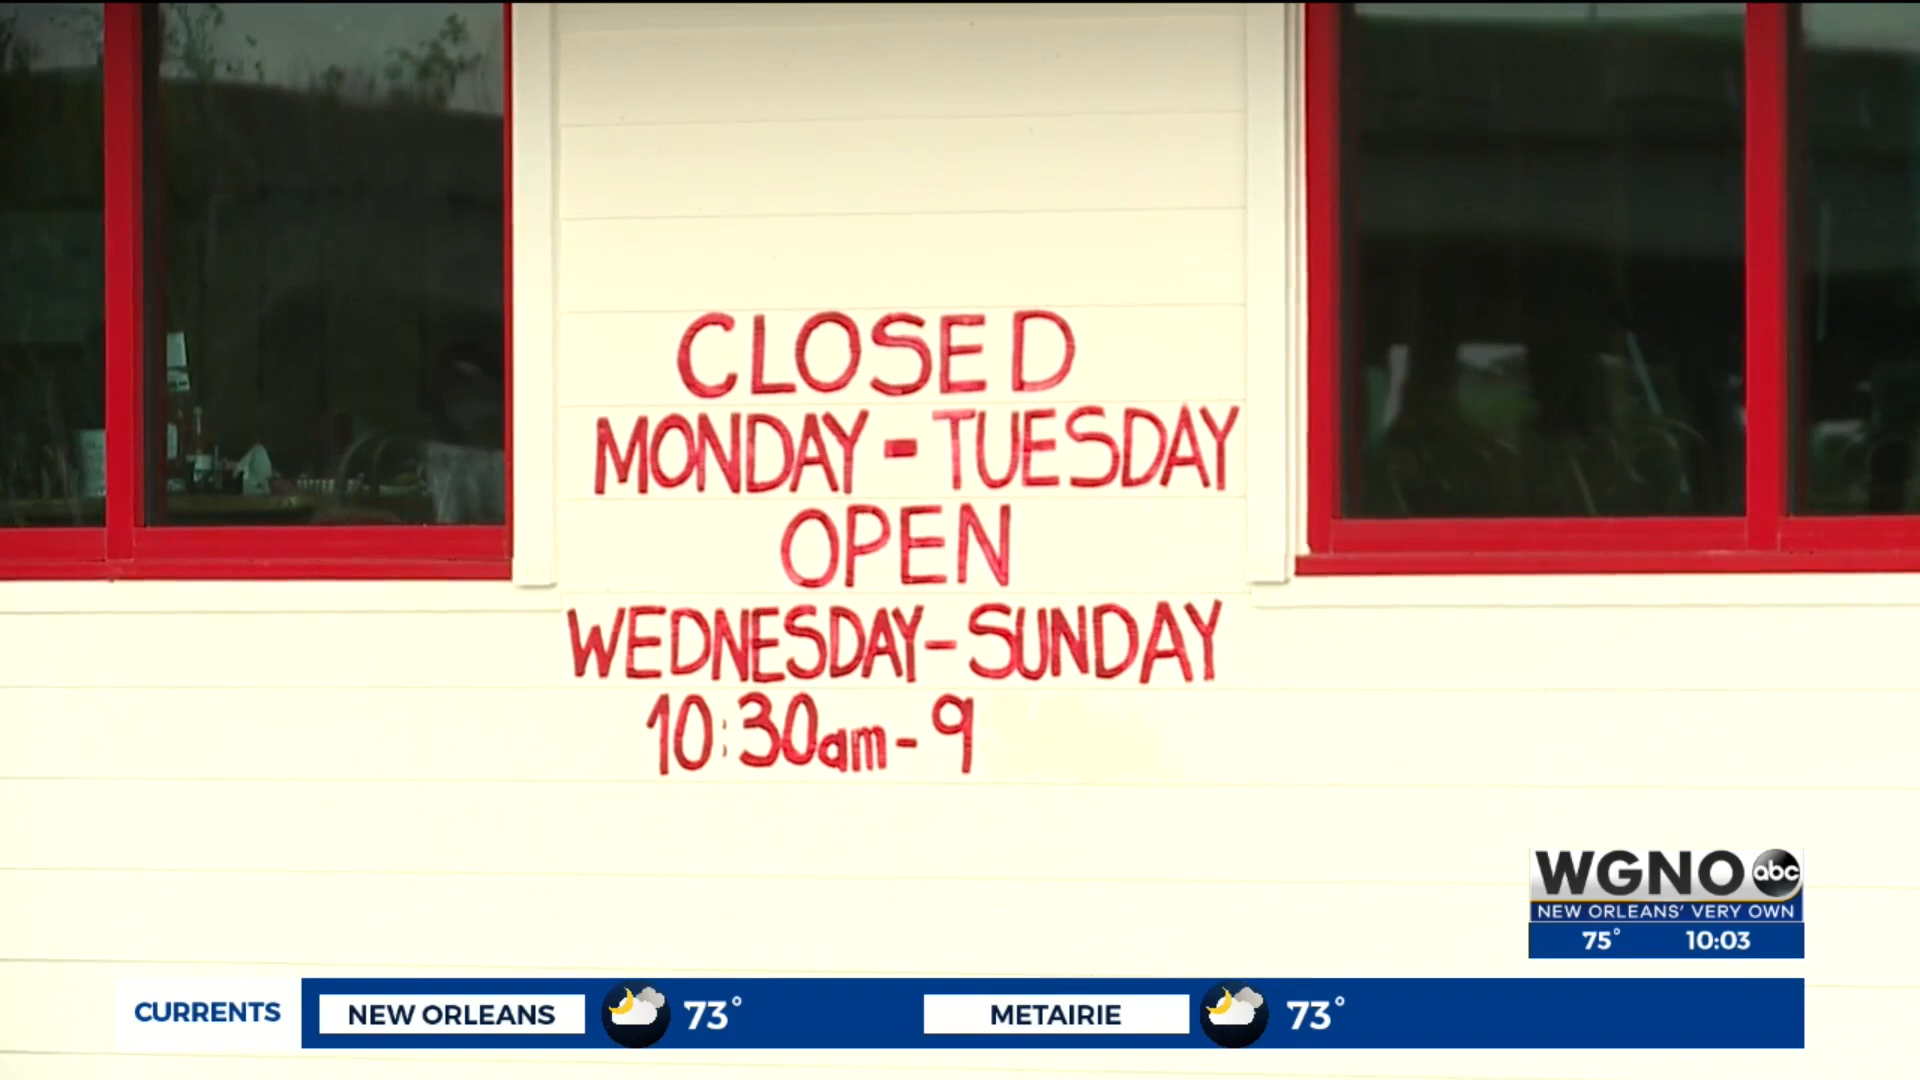 CLOSED
MONDAY - TUESDAY
OPEN
WEDNESDAY - SUNDAY
10:30am - 9
WGNO abc
NEW ORLEANS' VERY OWN
75° 10:03
CURRENTS NEW ORLEANS 73° METAIRIE 73°